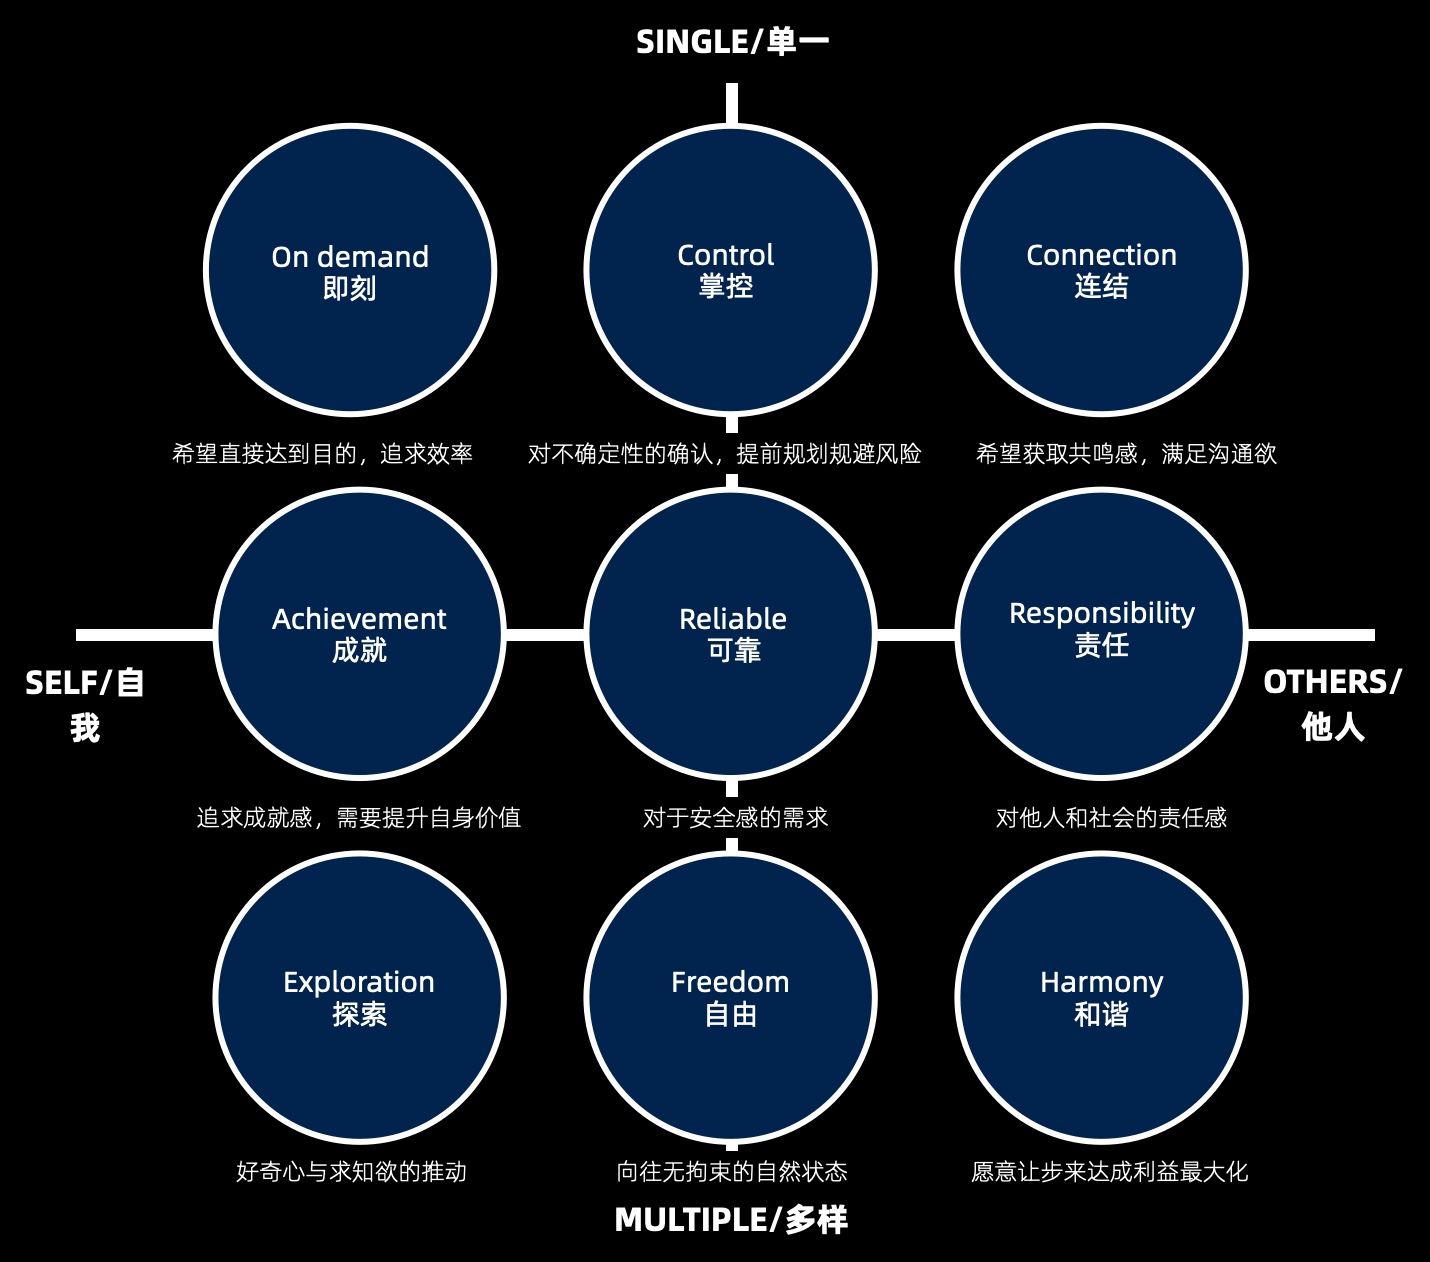 SINGLE/单一
On demand
即刻
Control
掌控
Connection
连结
希望直接达到目的，追求效率
对不确定性的确认，提前规划规避风险
希望获取共鸣感，满足沟通欲
Achievement
成就
Reliable
可靠
Responsibility
责任
SELF/自
我
OTHERS/
他人
追求成就感，需要提升自身价值
对于安全感的需求
对他人和社会的责任感
Exploration
探索
Freedom
自由
Harmony
和谐
好奇心与求知欲的推动
向往无拘束的自然状态
愿意让步来达成利益最大化
MULTIPLE/多样